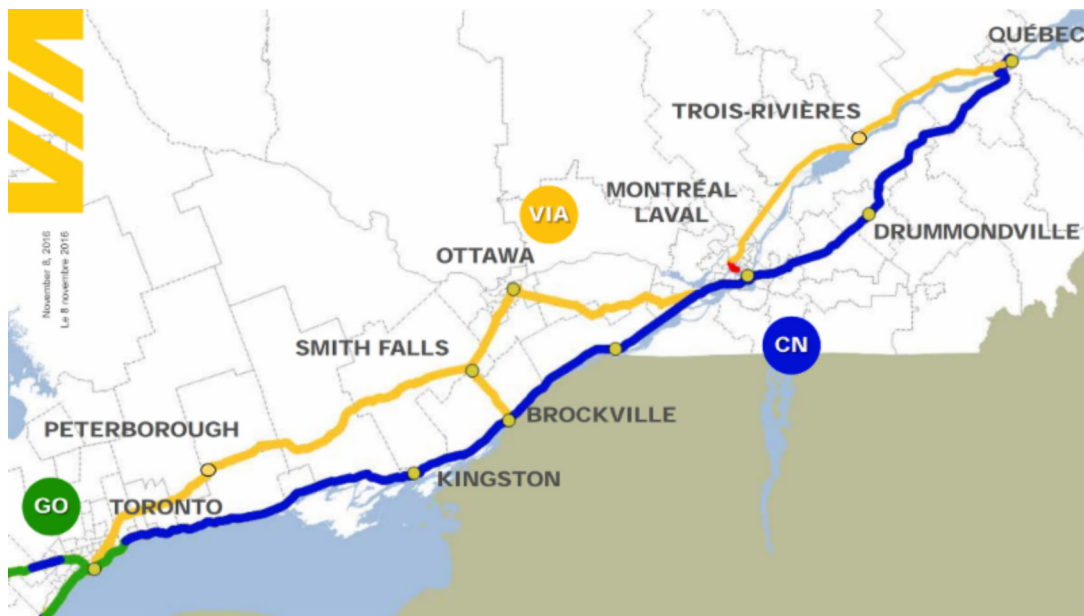 VIA
November 8, 2016
Le 8 novembre 2016
QUÉBEC
TROIS-RIVIÈRES
MONTRÉAL
LAVAL
VIA
DRUMMONDVILLE
OTTAWA
SMITH FALLS
CN
BROCKVILLE
PETERBOROUGH
KINGSTON
GO
TORONTO